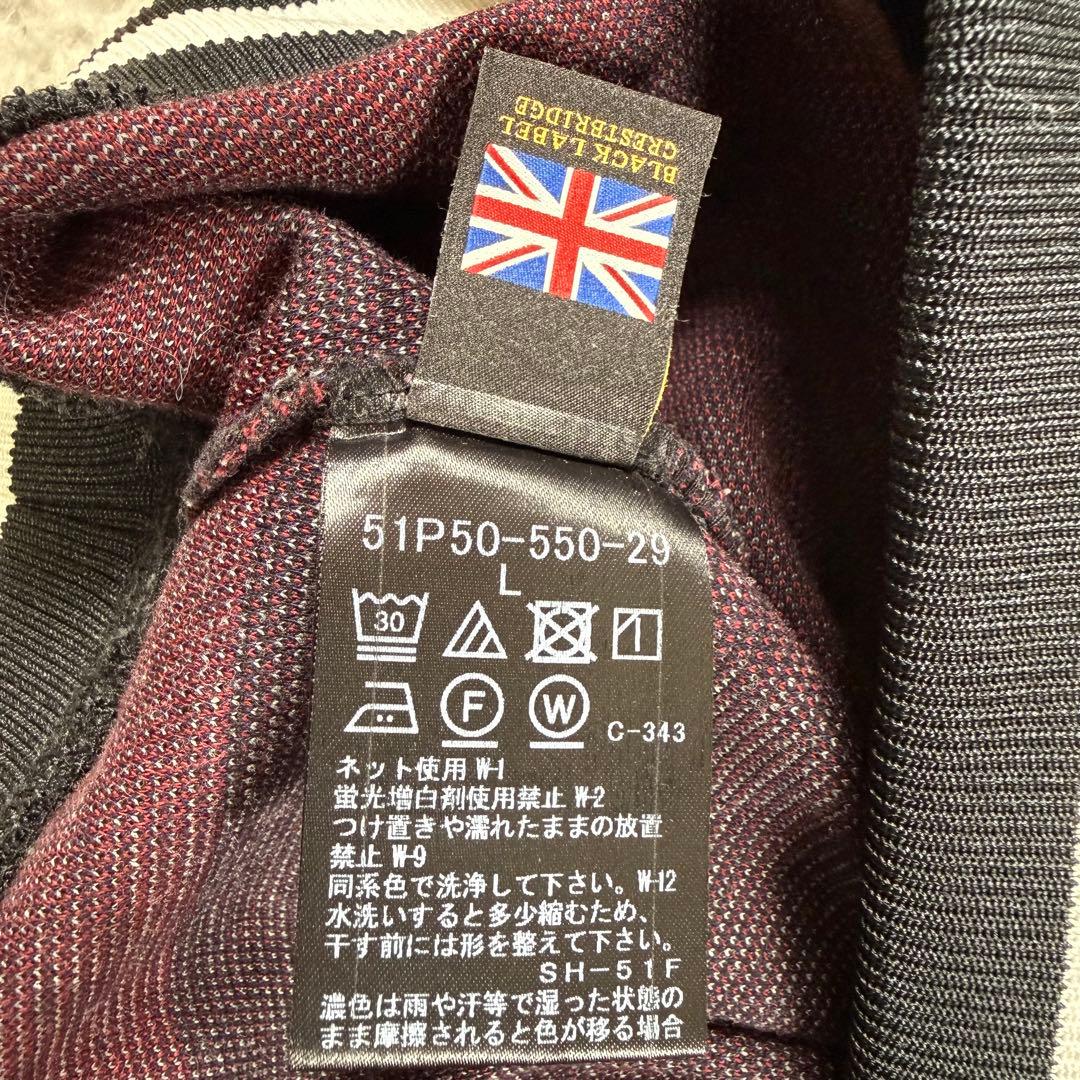 BLACK LABEL
CRESTBRIDGE
51P50-550-29
L
30
1
F
W
C-343
ネット使用 W-1
蛍光増白剤使用禁止 W-2
つけ置きや濡れたままの放置
禁止 W-9
同系色で洗浄して下さい。W-12
水洗いすると多少縮むため、
干す前には形を整えて下さい。
SH-51F
濃色は雨や汗等で湿った状態の
まま摩擦されると色が移る場合